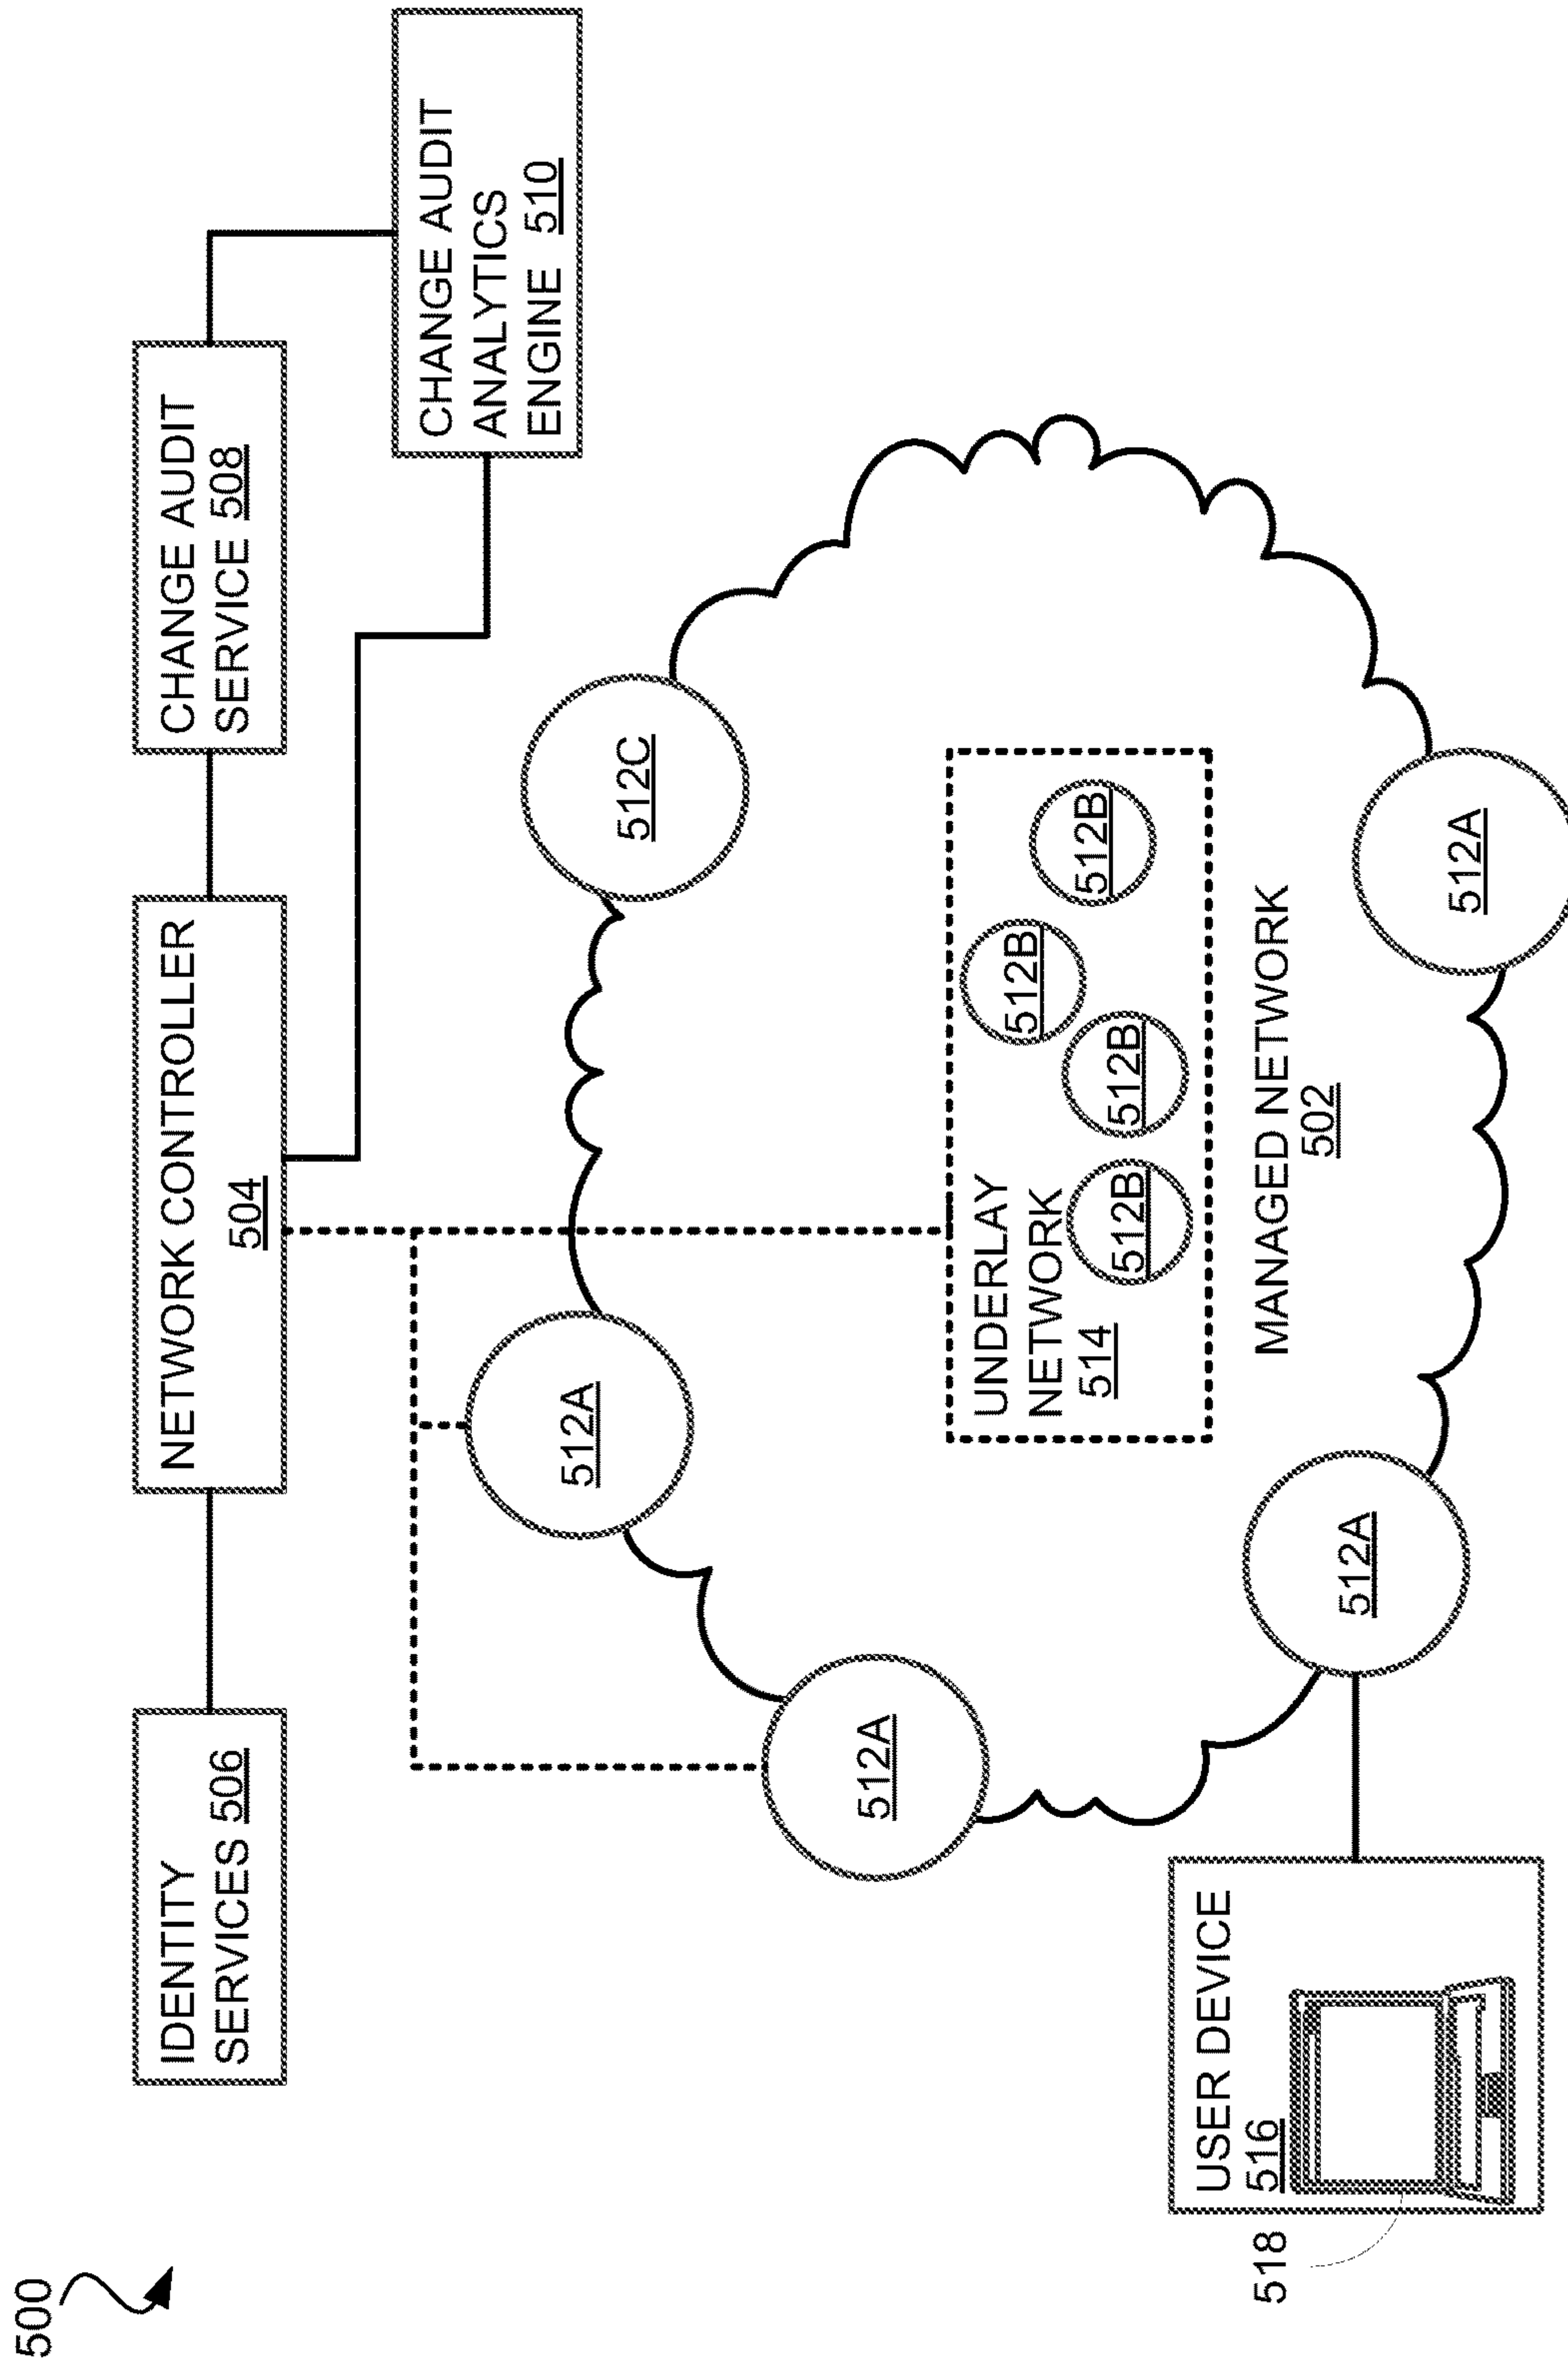 500
IDENTITY
SERVICES 506
NETWORK CONTROLLER
504
CHANGE AUDIT
SERVICE 508
CHANGE AUDIT
ANALYTICS
ENGINE 510
512A
512A
512C
UNDERLAY
NETWORK
514
512B
512B
512B
512B
MANAGED NETWORK
502
512A
512A
USER DEVICE
516
518